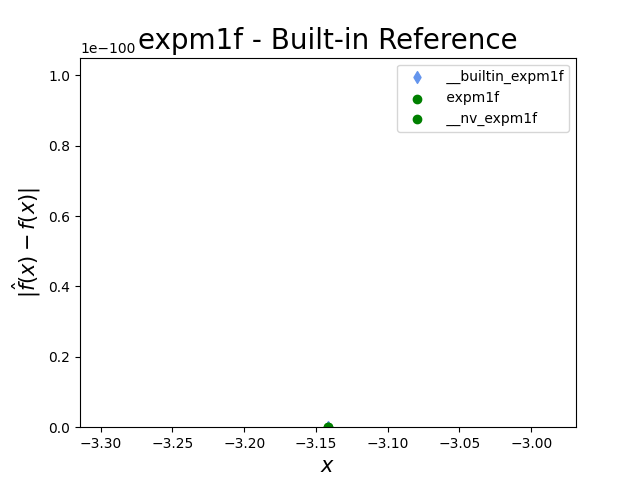 expm1f - Built-in Reference
1e−100
1.0
0.8
0.6
0.4
0.2
0.0
|f̂(x) − f(x)|
__builtin_expm1f
expm1f
__nv_expm1f
−3.30 −3.25 −3.20 −3.15 −3.10 −3.05 −3.00
x